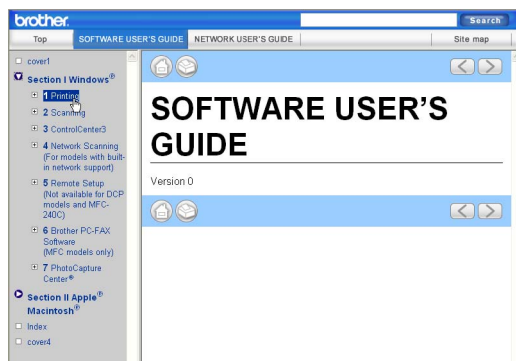 brother.
Search
Top
SOFTWARE USER'S GUIDE
NETWORK USER'S GUIDE
Site map
cover1
Section I Windows®
1 Printing
2 Scanning
3 ControlCenter3
4 Network Scanning
(For models with built-
in network support)
5 Remote Setup
(Not available for DCP
models and MFC-
240C)
6 Brother PC-FAX
Software
(MFC models only)
7 PhotoCapture
Center®
Section II Apple®
Macintosh®
Index
cover4
SOFTWARE USER'S
GUIDE
Version 0